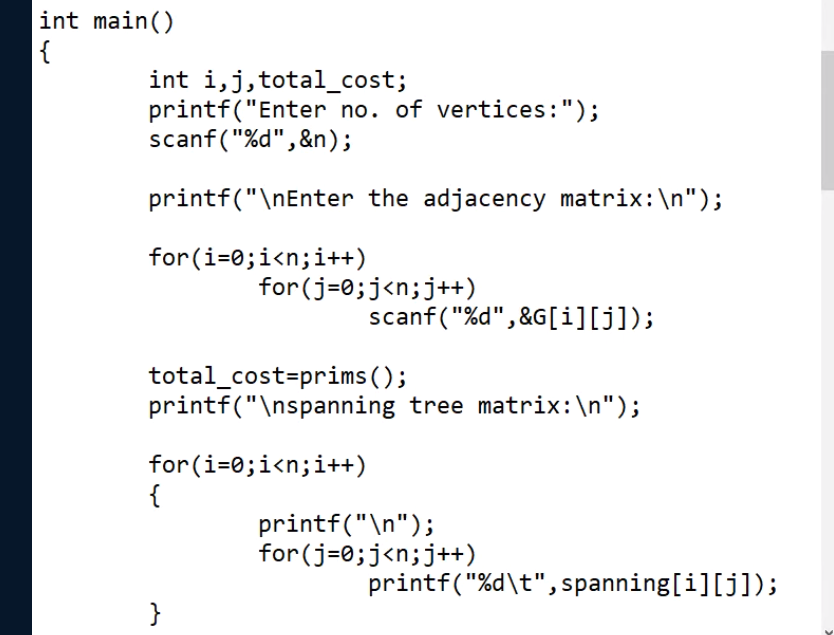 int main()
{
int i,j,total_cost;
printf("Enter no. of vertices:");
scanf("%d",&n);
printf("\nEnter the adjacency matrix:\n");
for(i=0;i<n;i++)
for(j=0;j<n;j++)
scanf("%d",&G[i][j]);
total_cost=prims();
printf("\nspanning tree matrix:\n");
for(i=0;i<n;i++)
{
printf("\n");
for(j=0;j<n;j++)
printf("%d\t",spanning[i][j]);
}